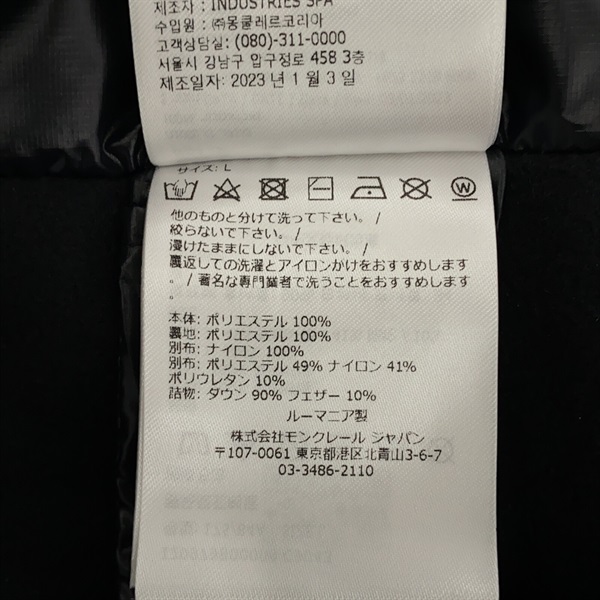 제조자 : INDUSTRIES SPA
수입원 : ㈜몽클레르코리아
고객상담실: (080)-311-0000
서울시 강남구 압구정로 458 3층
제조일자: 2023 년 1 월 3 일
サイズ: L
W
他のものと分けて洗って下さい。/
絞らないで下さい。/
浸けたままにしないで下さい。/
裏返しての洗濯とアイロンかけをおすすめします
。/ 著名な専門業者で洗うことをおすすめします
。
本体: ポリエステル 100%
裏地: ポリエステル 100%
別布: ナイロン 100%
別布: ポリエステル 49% ナイロン 41%
ポリウレタン 10%
詰物: ダウン 90% フェザー 10%
ルーマニア製
株式会社モンクレール ジャパン
〒107-0061 東京都港区北青山3-6-7
03-3486-2110